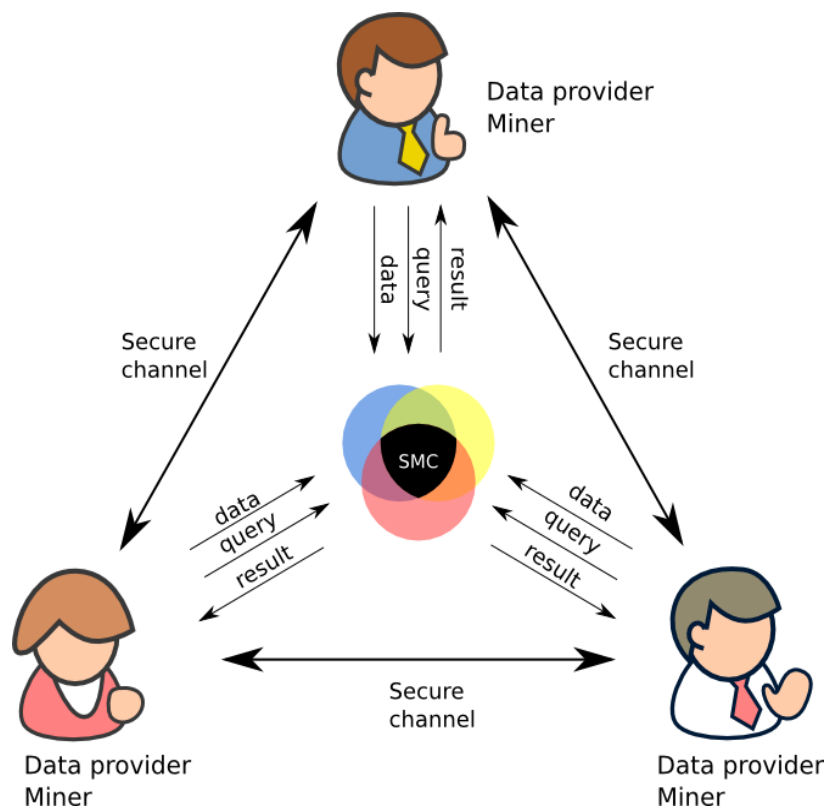 Data provider
Miner
data
query
result
Secure
channel
Secure
channel
SMC
data
query
result
data
query
result
Secure
channel
Data provider
Miner
Data provider
Miner